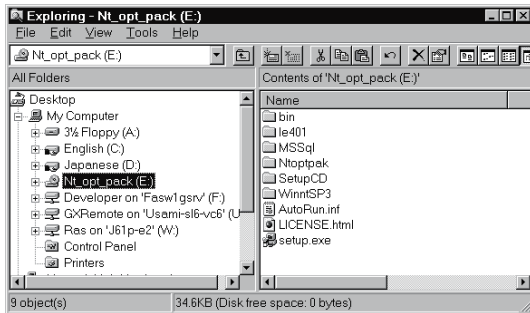 Exploring - Nt_opt_pack (E:)
File Edit View Tools Help
Nt_opt_pack (E:)
All Folders
Contents of 'Nt_opt_pack (E:)'
Desktop
My Computer
3½ Floppy (A:)
English (C:)
Japanese (D:)
Nt_opt_pack (E:)
Developer on 'Fasw1gsrv' (F:)
GXRemote on 'Usami-sl6-vc6' (U
Ras on 'J61p-e2' (W:)
Control Panel
Printers
Name
bin
Ie401
MSSql
Ntoptpak
SetupCD
WinntSP3
AutoRun.inf
LICENSE.html
setup.exe
9 object(s)
34.6KB (Disk free space: 0 bytes)